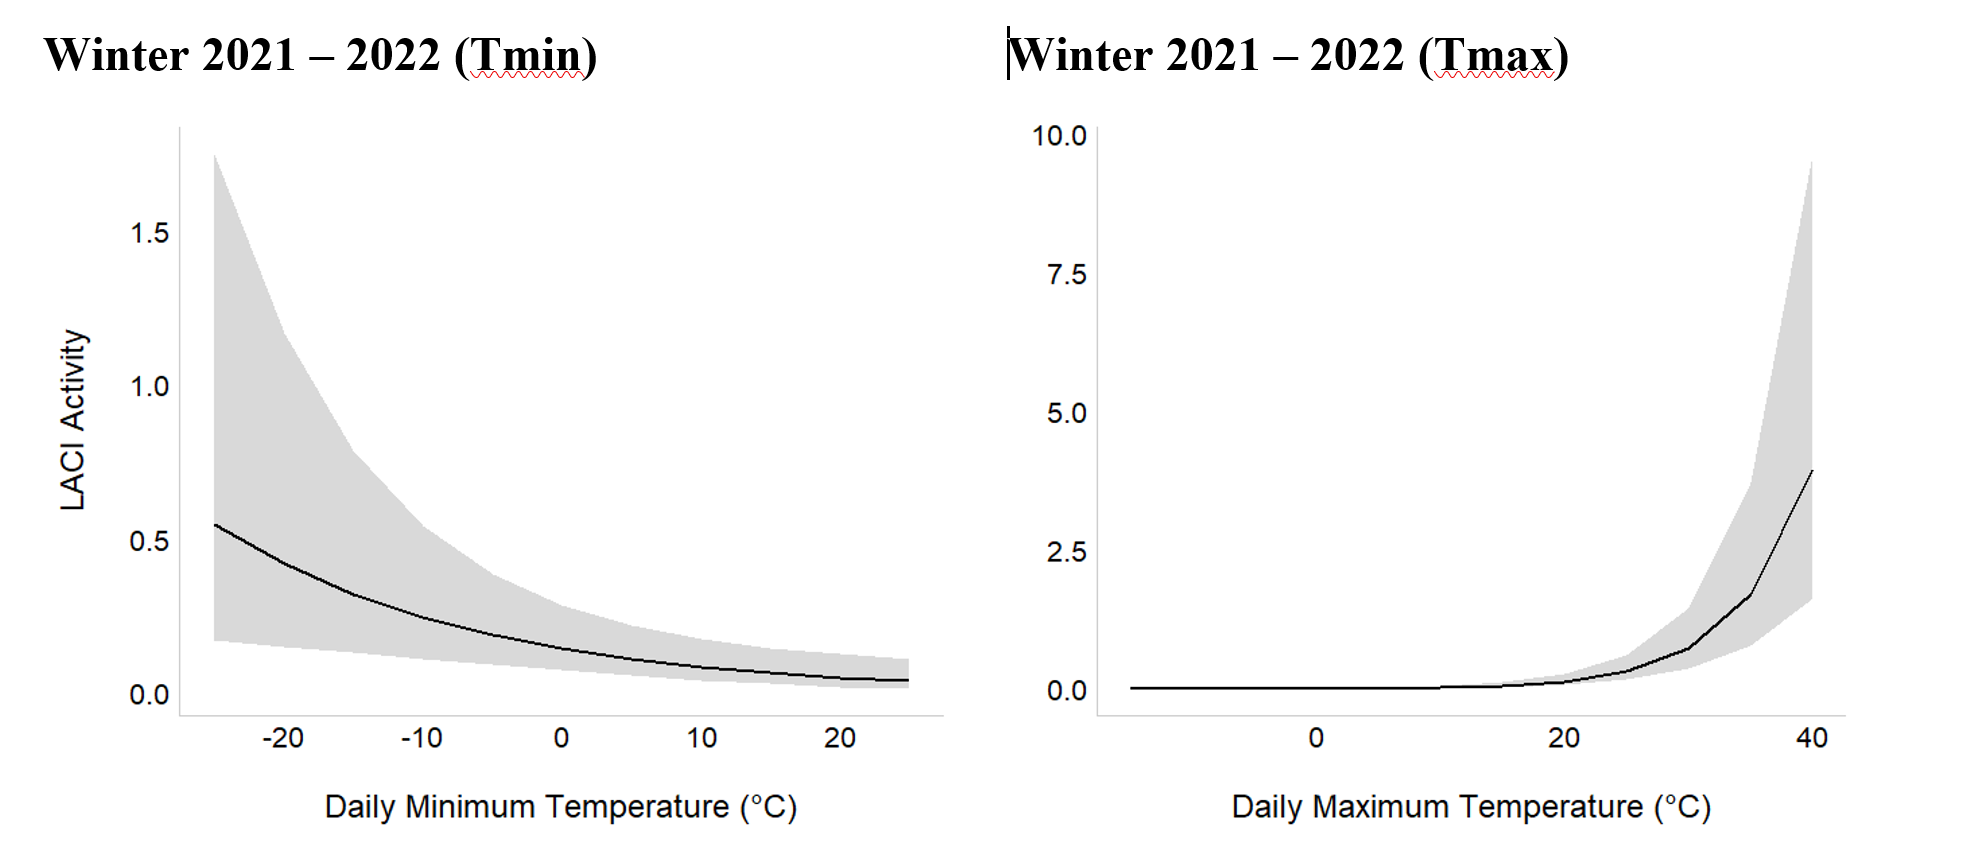 Winter 2021 – 2022 (Tmin)
Winter 2021 – 2022 (Tmax)
LACI Activity
1.5
1.0
0.5
0.0
-20 -10 0 10 20
Daily Minimum Temperature (°C)
10.0
7.5
5.0
2.5
0.0
0 20 40
Daily Maximum Temperature (°C)